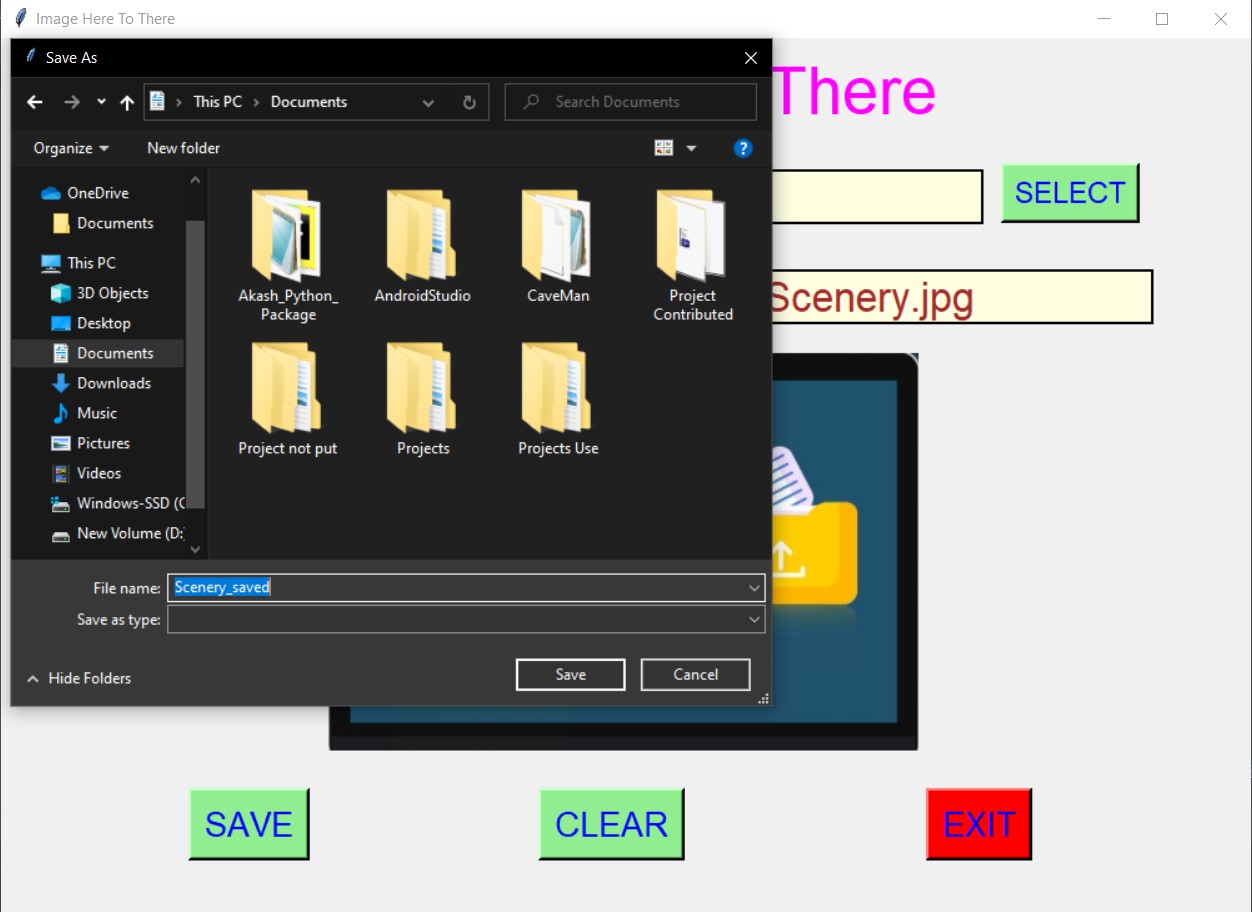 Image Here To There
Save As
There
This PC
Documents
Search Documents
Organize
New folder
?
SELECT
OneDrive
Documents
This PC
3D Objects
Desktop
Documents
Downloads
Music
Pictures
Videos
Windows-SSD (C
New Volume (D:
Akash_Python_
Package
AndroidStudio
CaveMan
Project
Contributed
Project not put
Projects
Projects Use
Scenery.jpg
File name:
Scenery_saved
Save as type:
Hide Folders
Save
Cancel
SAVE
CLEAR
EXIT